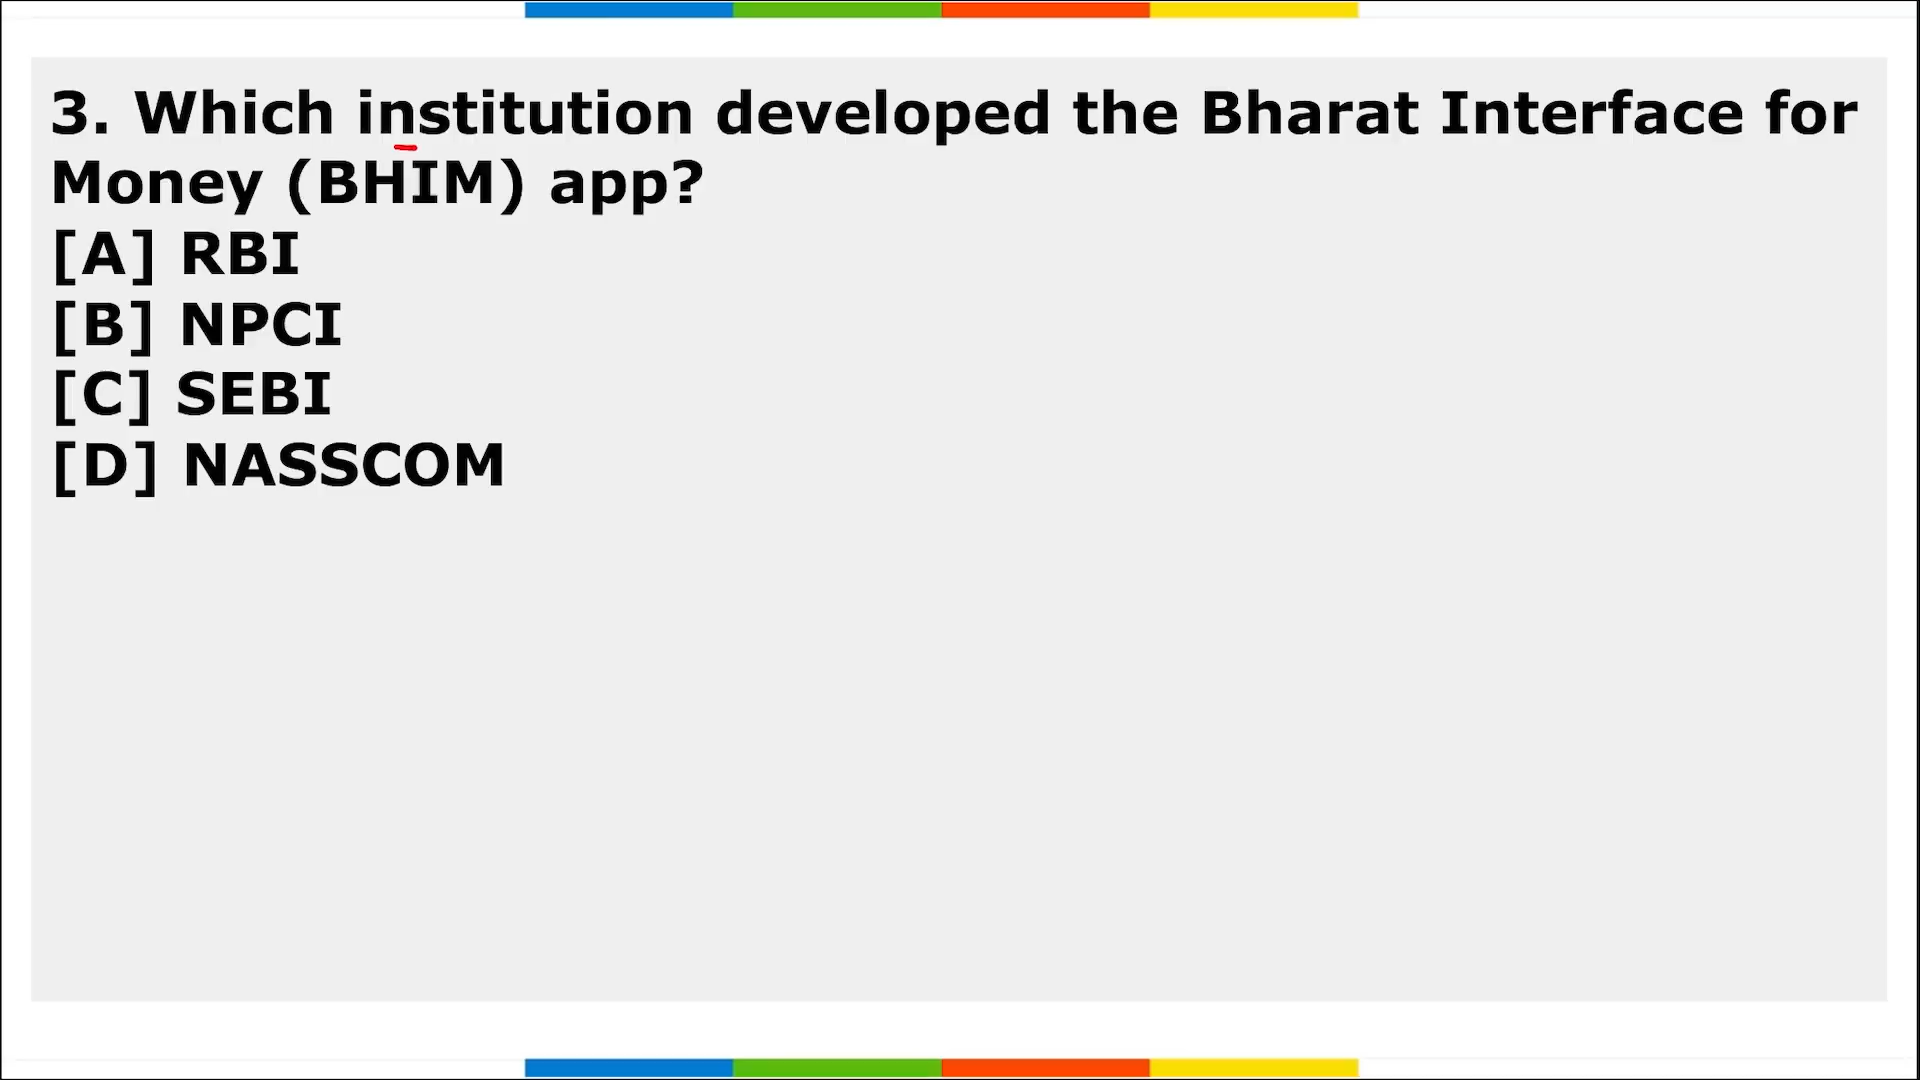 3. Which institution developed the Bharat Interface for
Money (BHIM) app?
[A] RBI
[B] NPCI
[C] SEBI
[D] NASSCOM